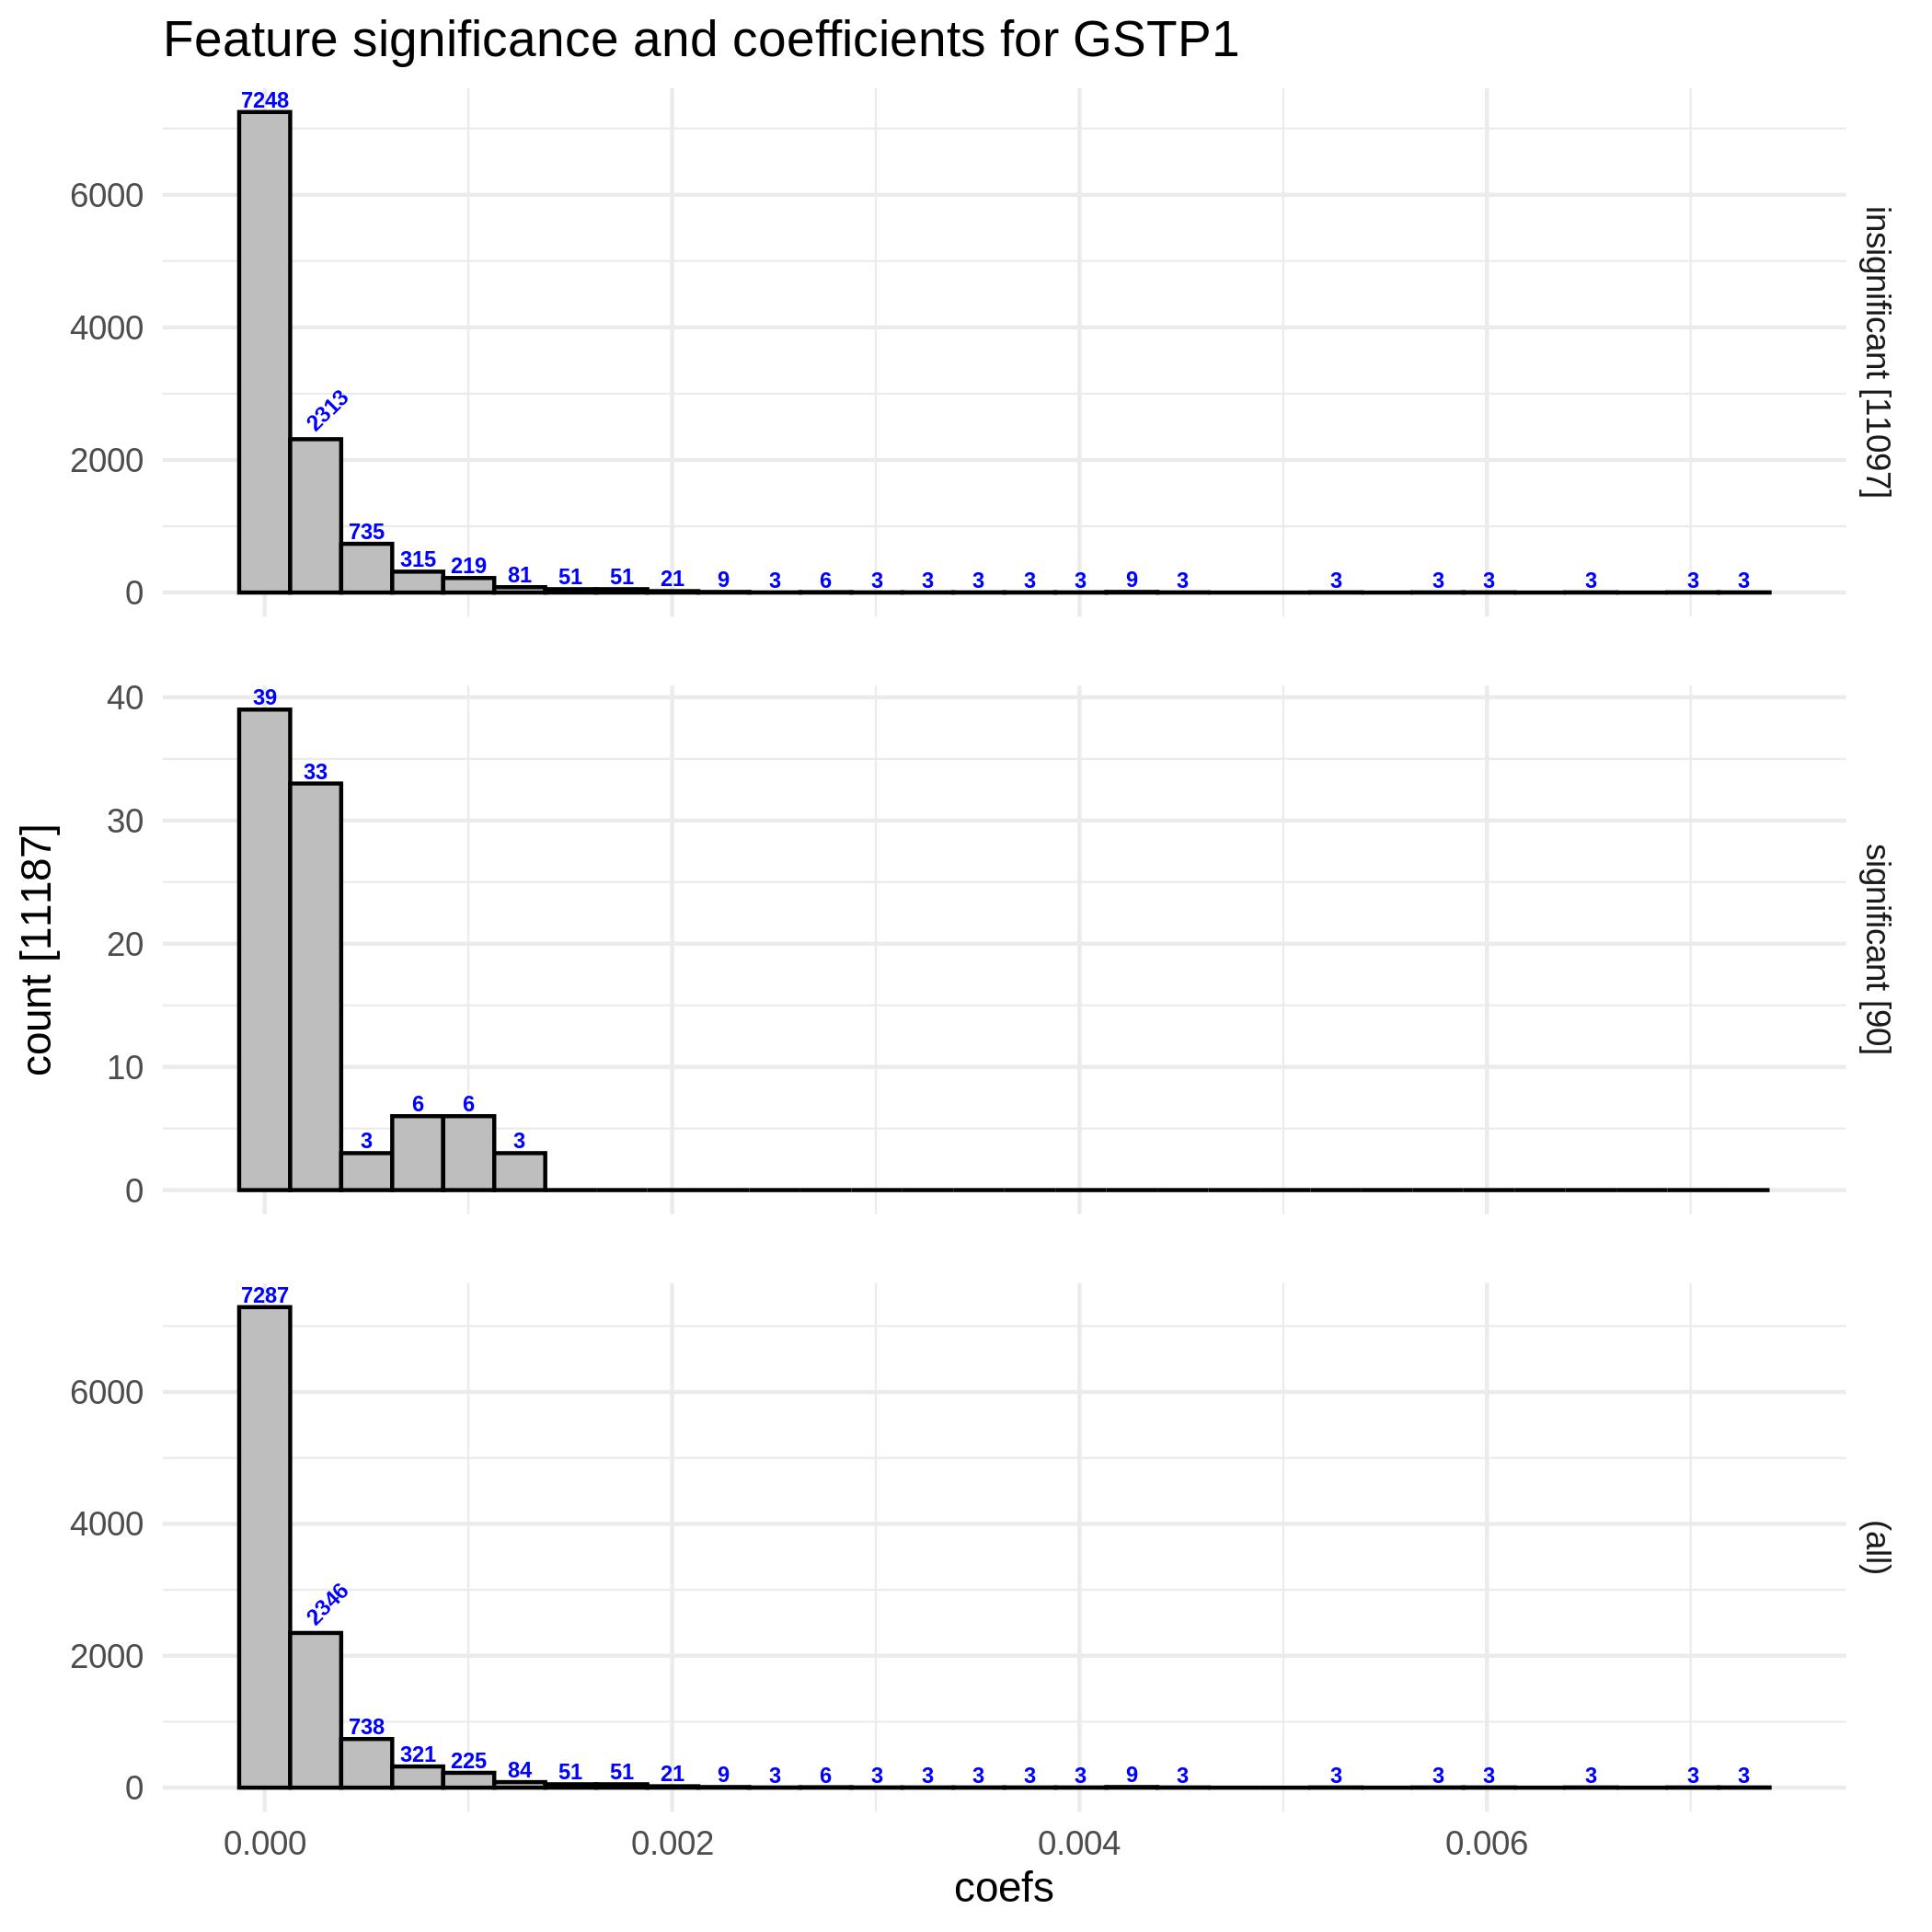 Feature significance and coefficients for GSTP1
7248
6000
4000
2313
2000
735
315 219 81 51 51 21 9 3 6 3 3 3 3 3 9 3 3 3 3 3 3 3
0
insignificant [11097]
40
39
33
30
20
10
6 6
3 3
0
significant [90]
count [11187]
7287
6000
4000
2346
2000
738
321 225 84 51 51 21 9 3 6 3 3 3 3 3 9 3 3 3 3 3 3 3
0
(all)
0.000 0.002 0.004 0.006
coefs